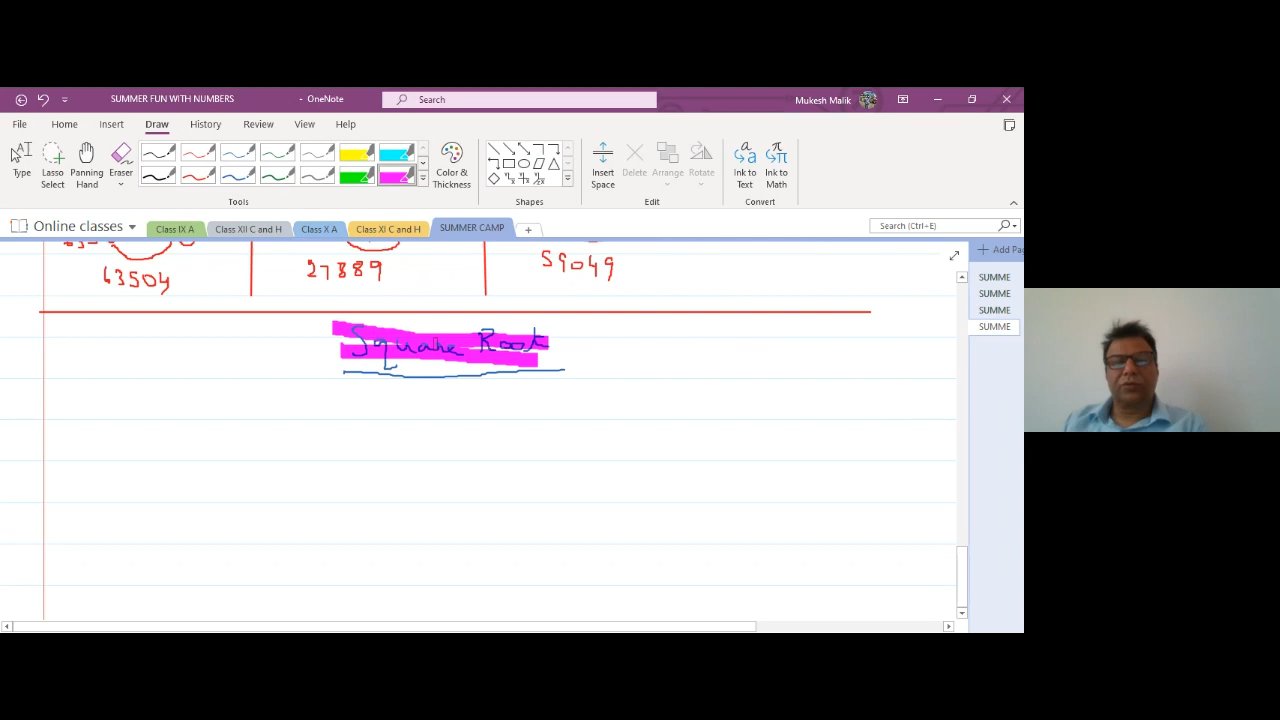 SUMMER FUN WITH NUMBERS - OneNote Search Mukesh Malik
File Home Insert Draw History Review View Help
Type Lasso Select Panning Hand Eraser Color & Thickness Insert Space Delete Arrange Rotate Ink to Text Ink to Math
Tools Shapes Edit Convert
Online classes Class IX A Class XII C and H Class X A Class XI C and H SUMMER CAMP + Search (Ctrl+E)
+ Add Pag
63504 27889 59049
SUMME
SUMME
SUMME
SUMME
Square Root